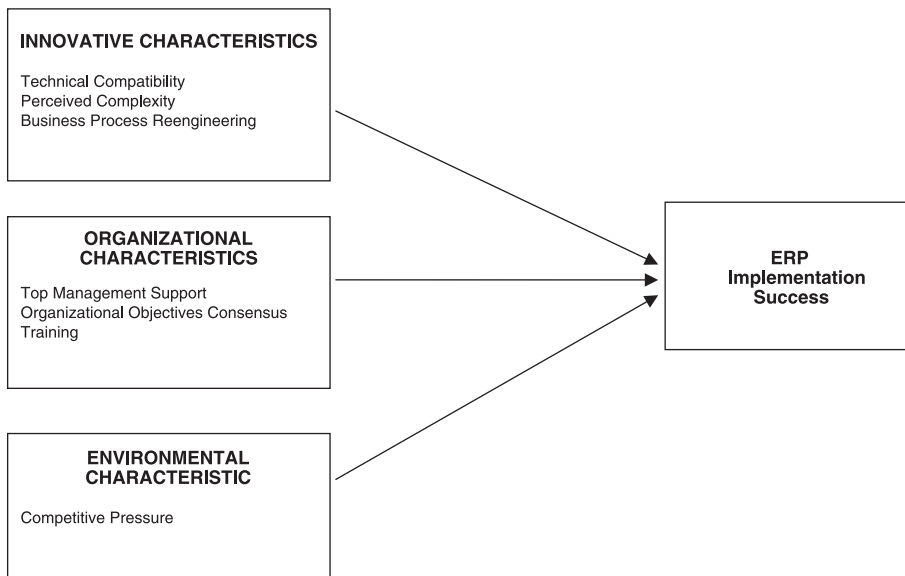 INNOVATIVE CHARACTERISTICS
Technical Compatibility
Perceived Complexity
Business Process Reengineering
ORGANIZATIONAL
CHARACTERISTICS
Top Management Support
Organizational Objectives Consensus
Training
ENVIRONMENTAL
CHARACTERISTIC
Competitive Pressure
ERP
Implementation
Success